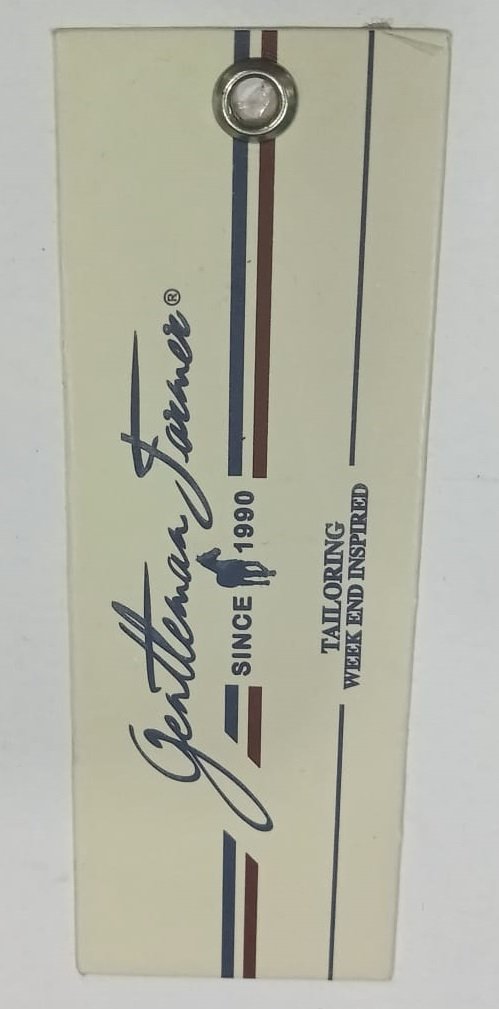 Gentleman Farmer®
SINCE 1990
TAILORING
WEEK END INSPIRED